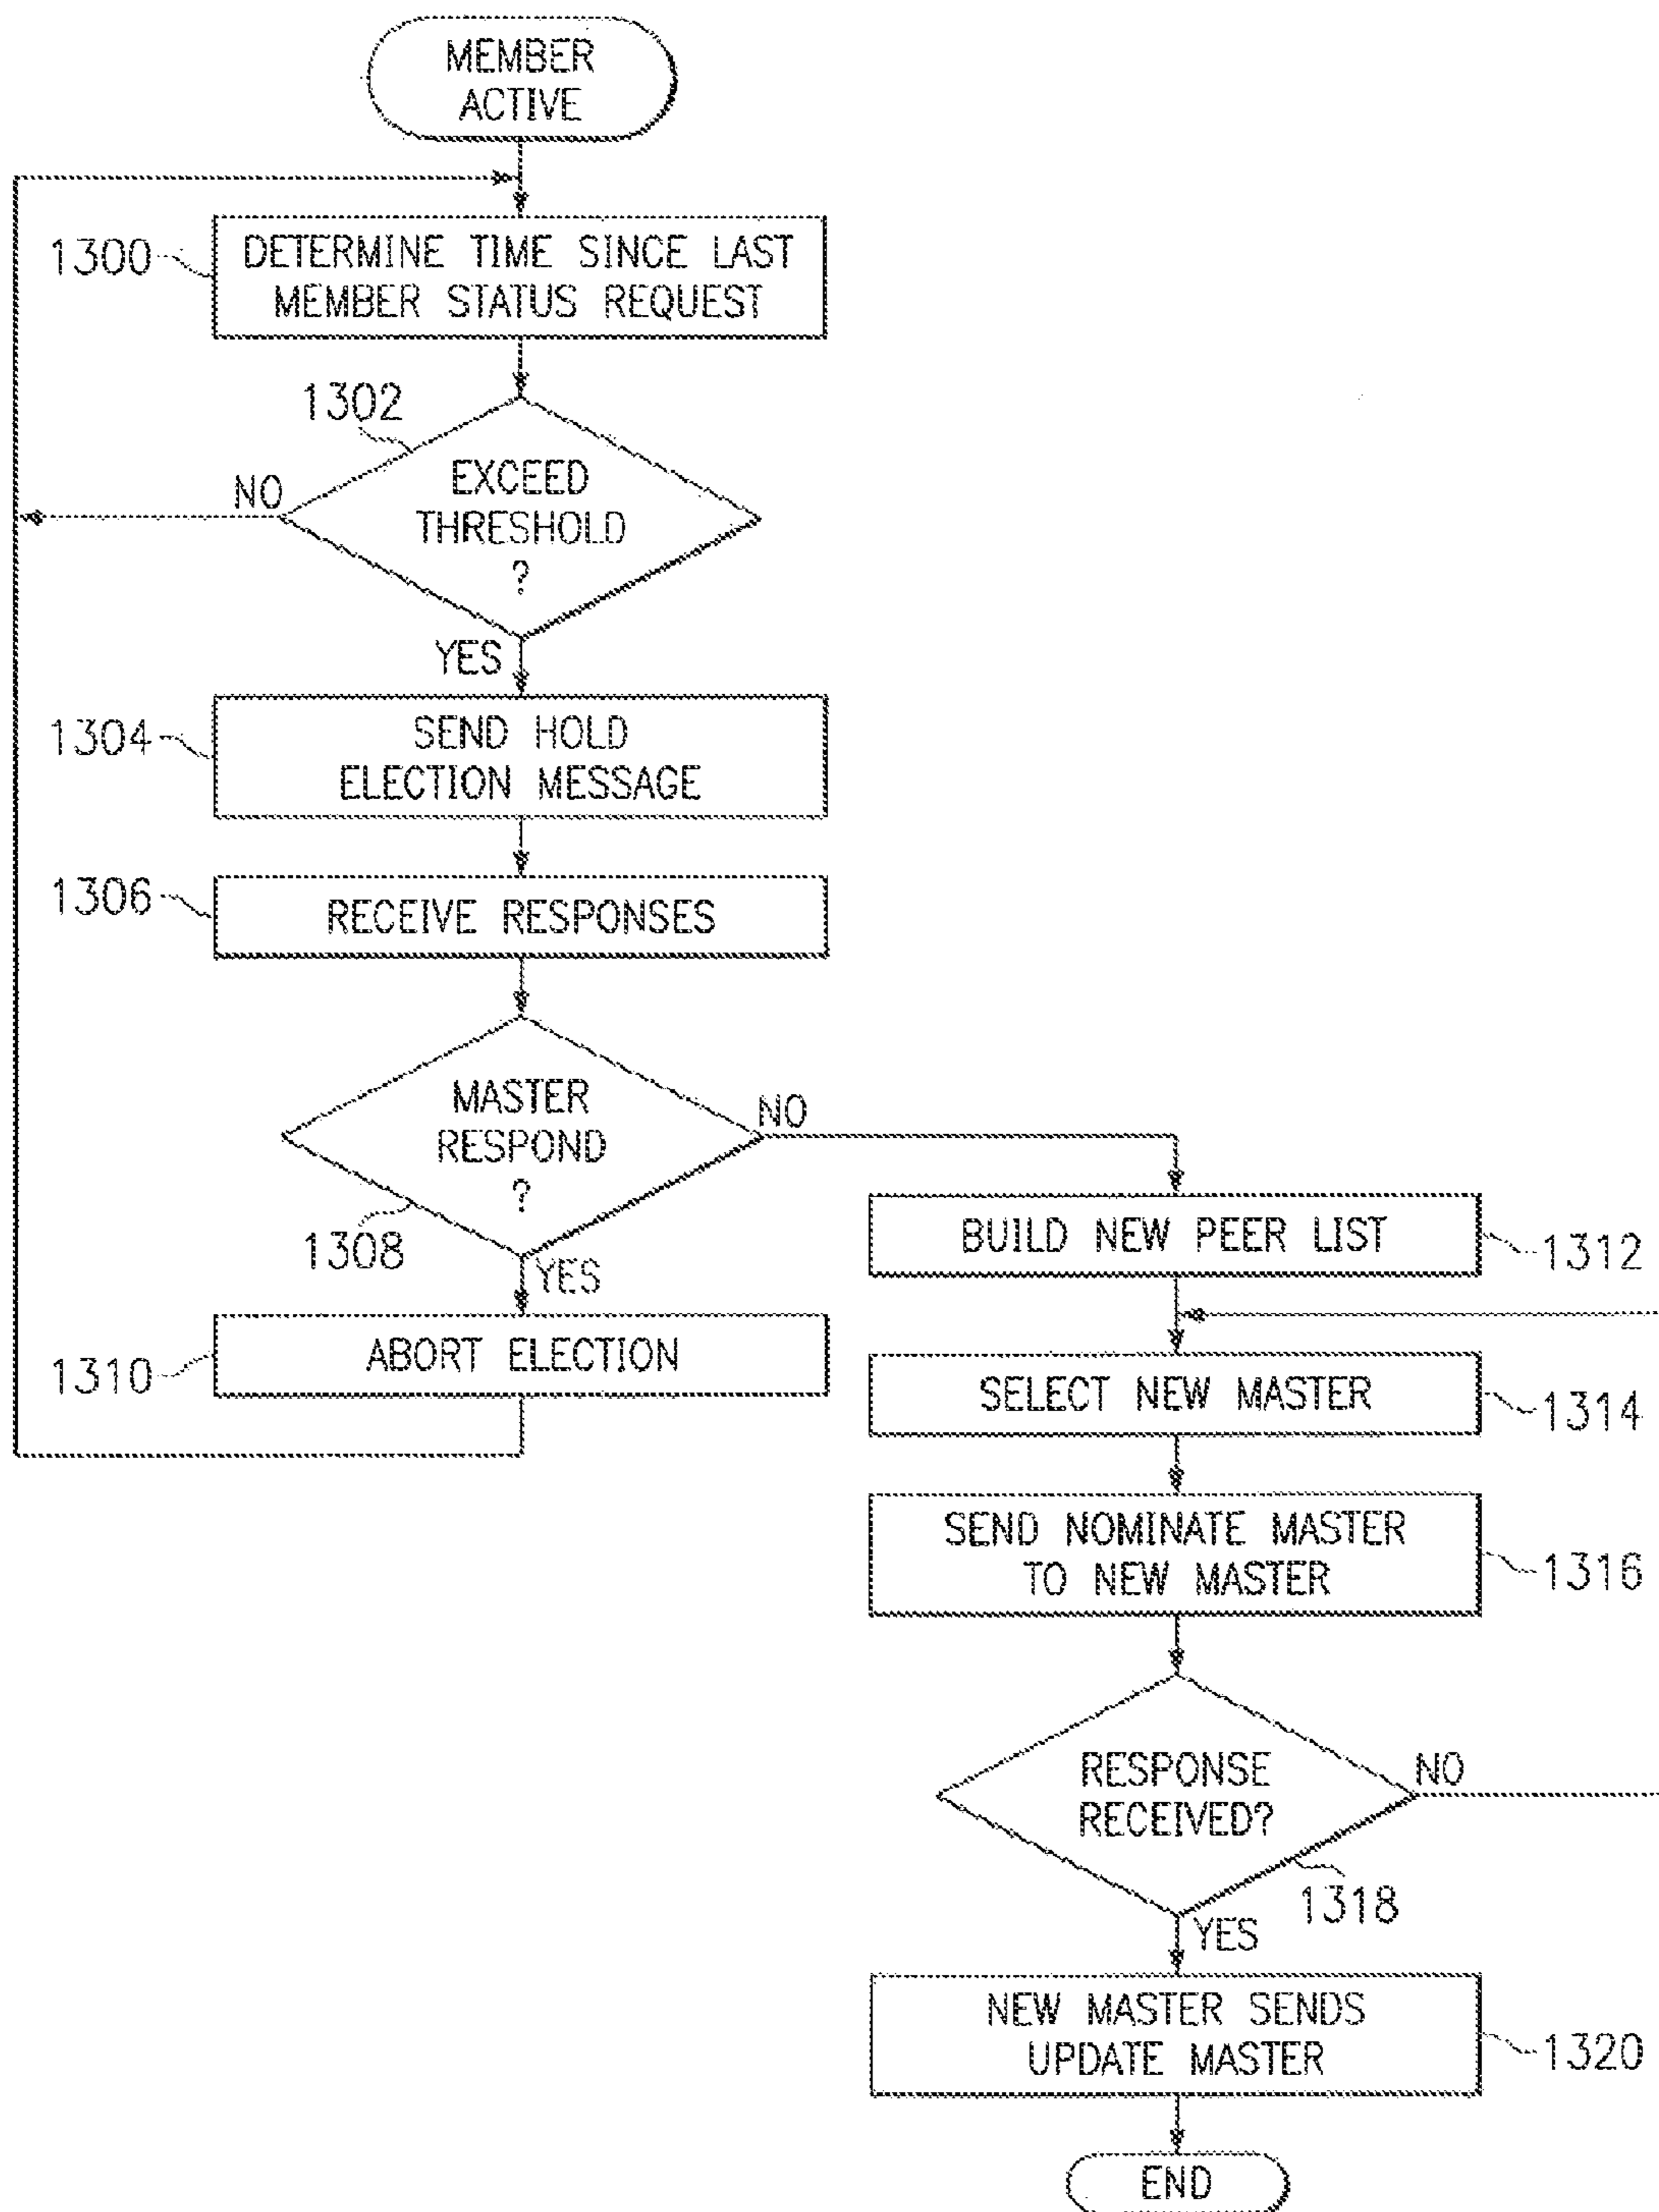 MEMBER
ACTIVE
1300
DETERMINE TIME SINCE LAST
MEMBER STATUS REQUEST
1302
EXCEED
THRESHOLD
?
NO
YES
1304
SEND HOLD
ELECTION MESSAGE
1306
RECEIVE RESPONSES
MASTER
RESPOND
?
NO
1308
YES
1310
ABORT ELECTION
BUILD NEW PEER LIST
1312
SELECT NEW MASTER
1314
SEND NOMINATE MASTER
TO NEW MASTER
1316
RESPONSE
RECEIVED?
NO
1318
YES
NEW MASTER SENDS
UPDATE MASTER
1320
END